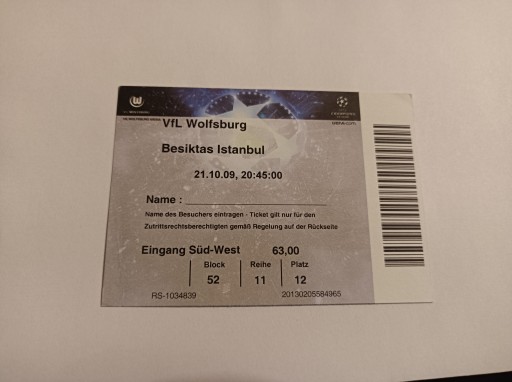 CHAMPIONS
VfL Wolfsburg
Besiktas Istanbul
21.10.09, 20:45:00
Name :
Name des Besuchers eintragen - Ticket gilt nur für den
Zutrittsrechtsberechtigten gemäß Regelung auf der Rückseite
Eingang Süd-West 63,00
Block Reihe Platz
52 11 12
RS-1034839 20130205584965